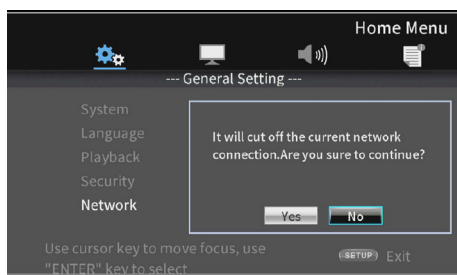 Home Menu
--- General Setting ---
System
Language
Playback
Security
Network
It will cut off the current network
connection.Are you sure to continue?
Yes
No
Use cursor key to move focus, use
"ENTER" key to select
SETUP Exit